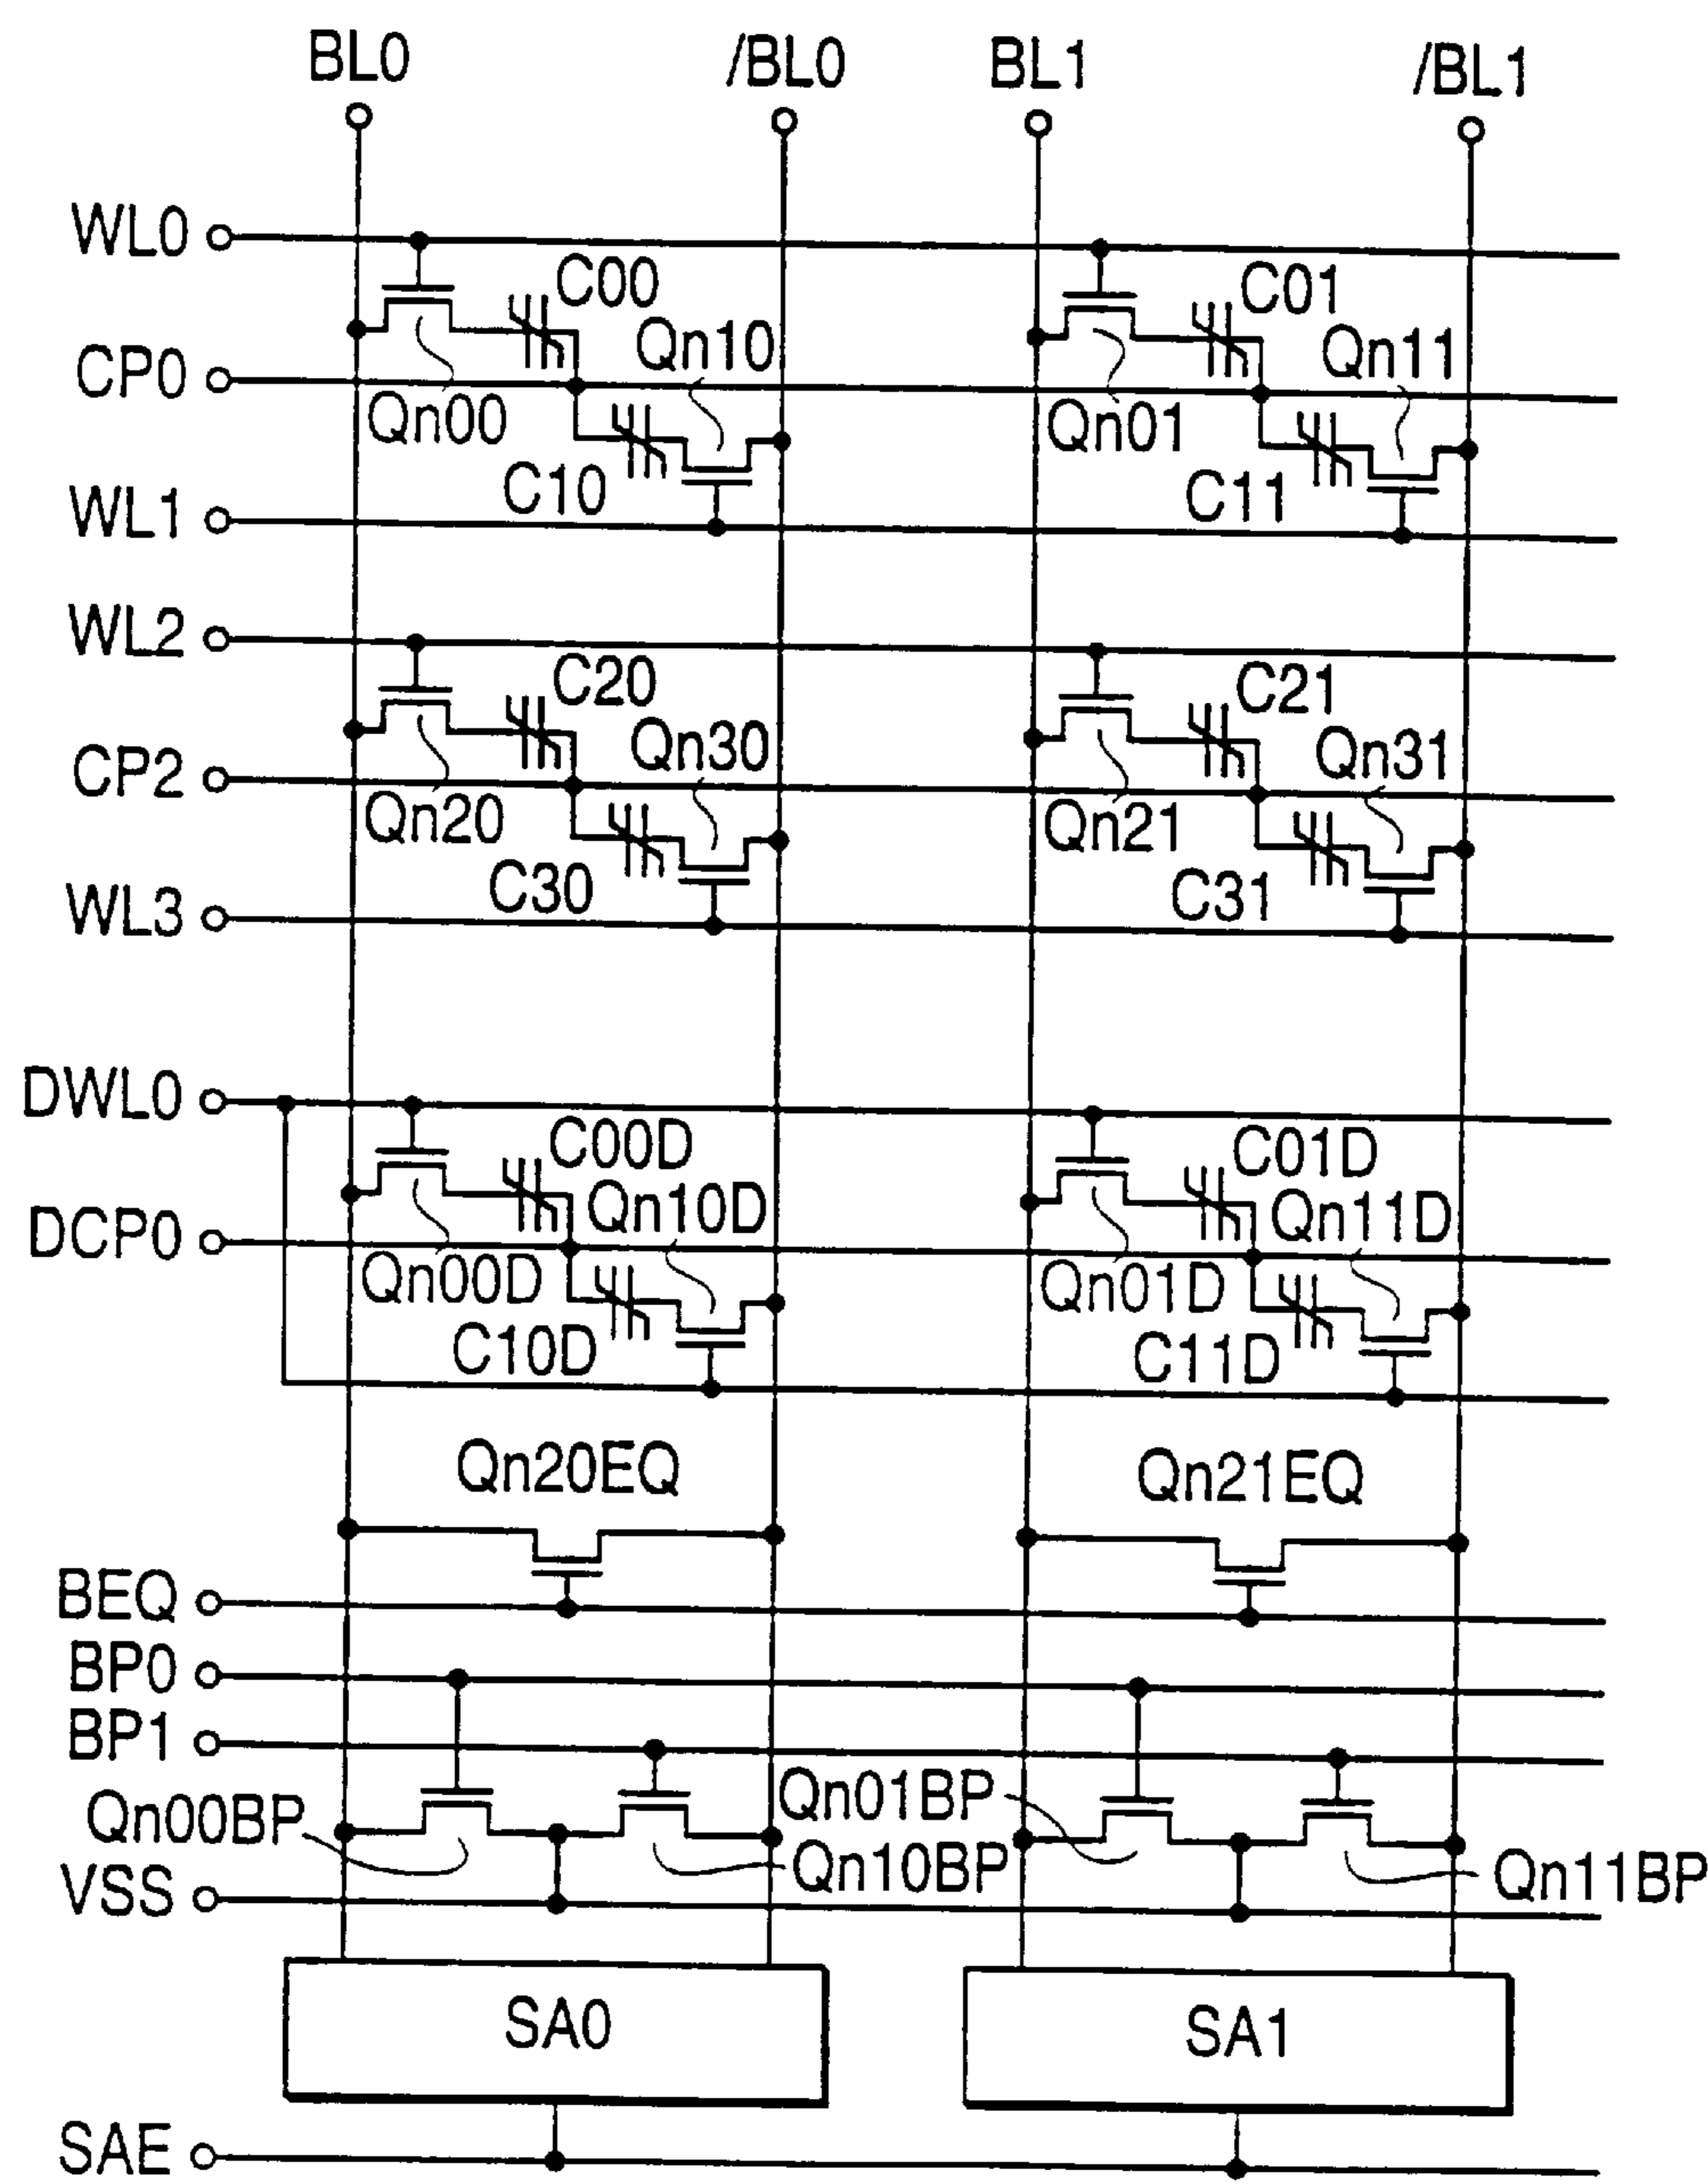 BL0 /BL0 BL1 /BL1
WL0
C00 C01
Qn10 Qn11
CP0
Qn00 Qn01
C10 C11
WL1
WL2
C20 C21
Qn30 Qn31
CP2
Qn20 Qn21
C30 C31
WL3
DWL0
C00D C01D
Qn10D Qn11D
DCP0
Qn00D Qn01D
C10D C11D
Qn20EQ Qn21EQ
BEQ
BP0
BP1
Qn00BP Qn01BP
Qn10BP Qn11BP
VSS
SA0 SA1
SAE